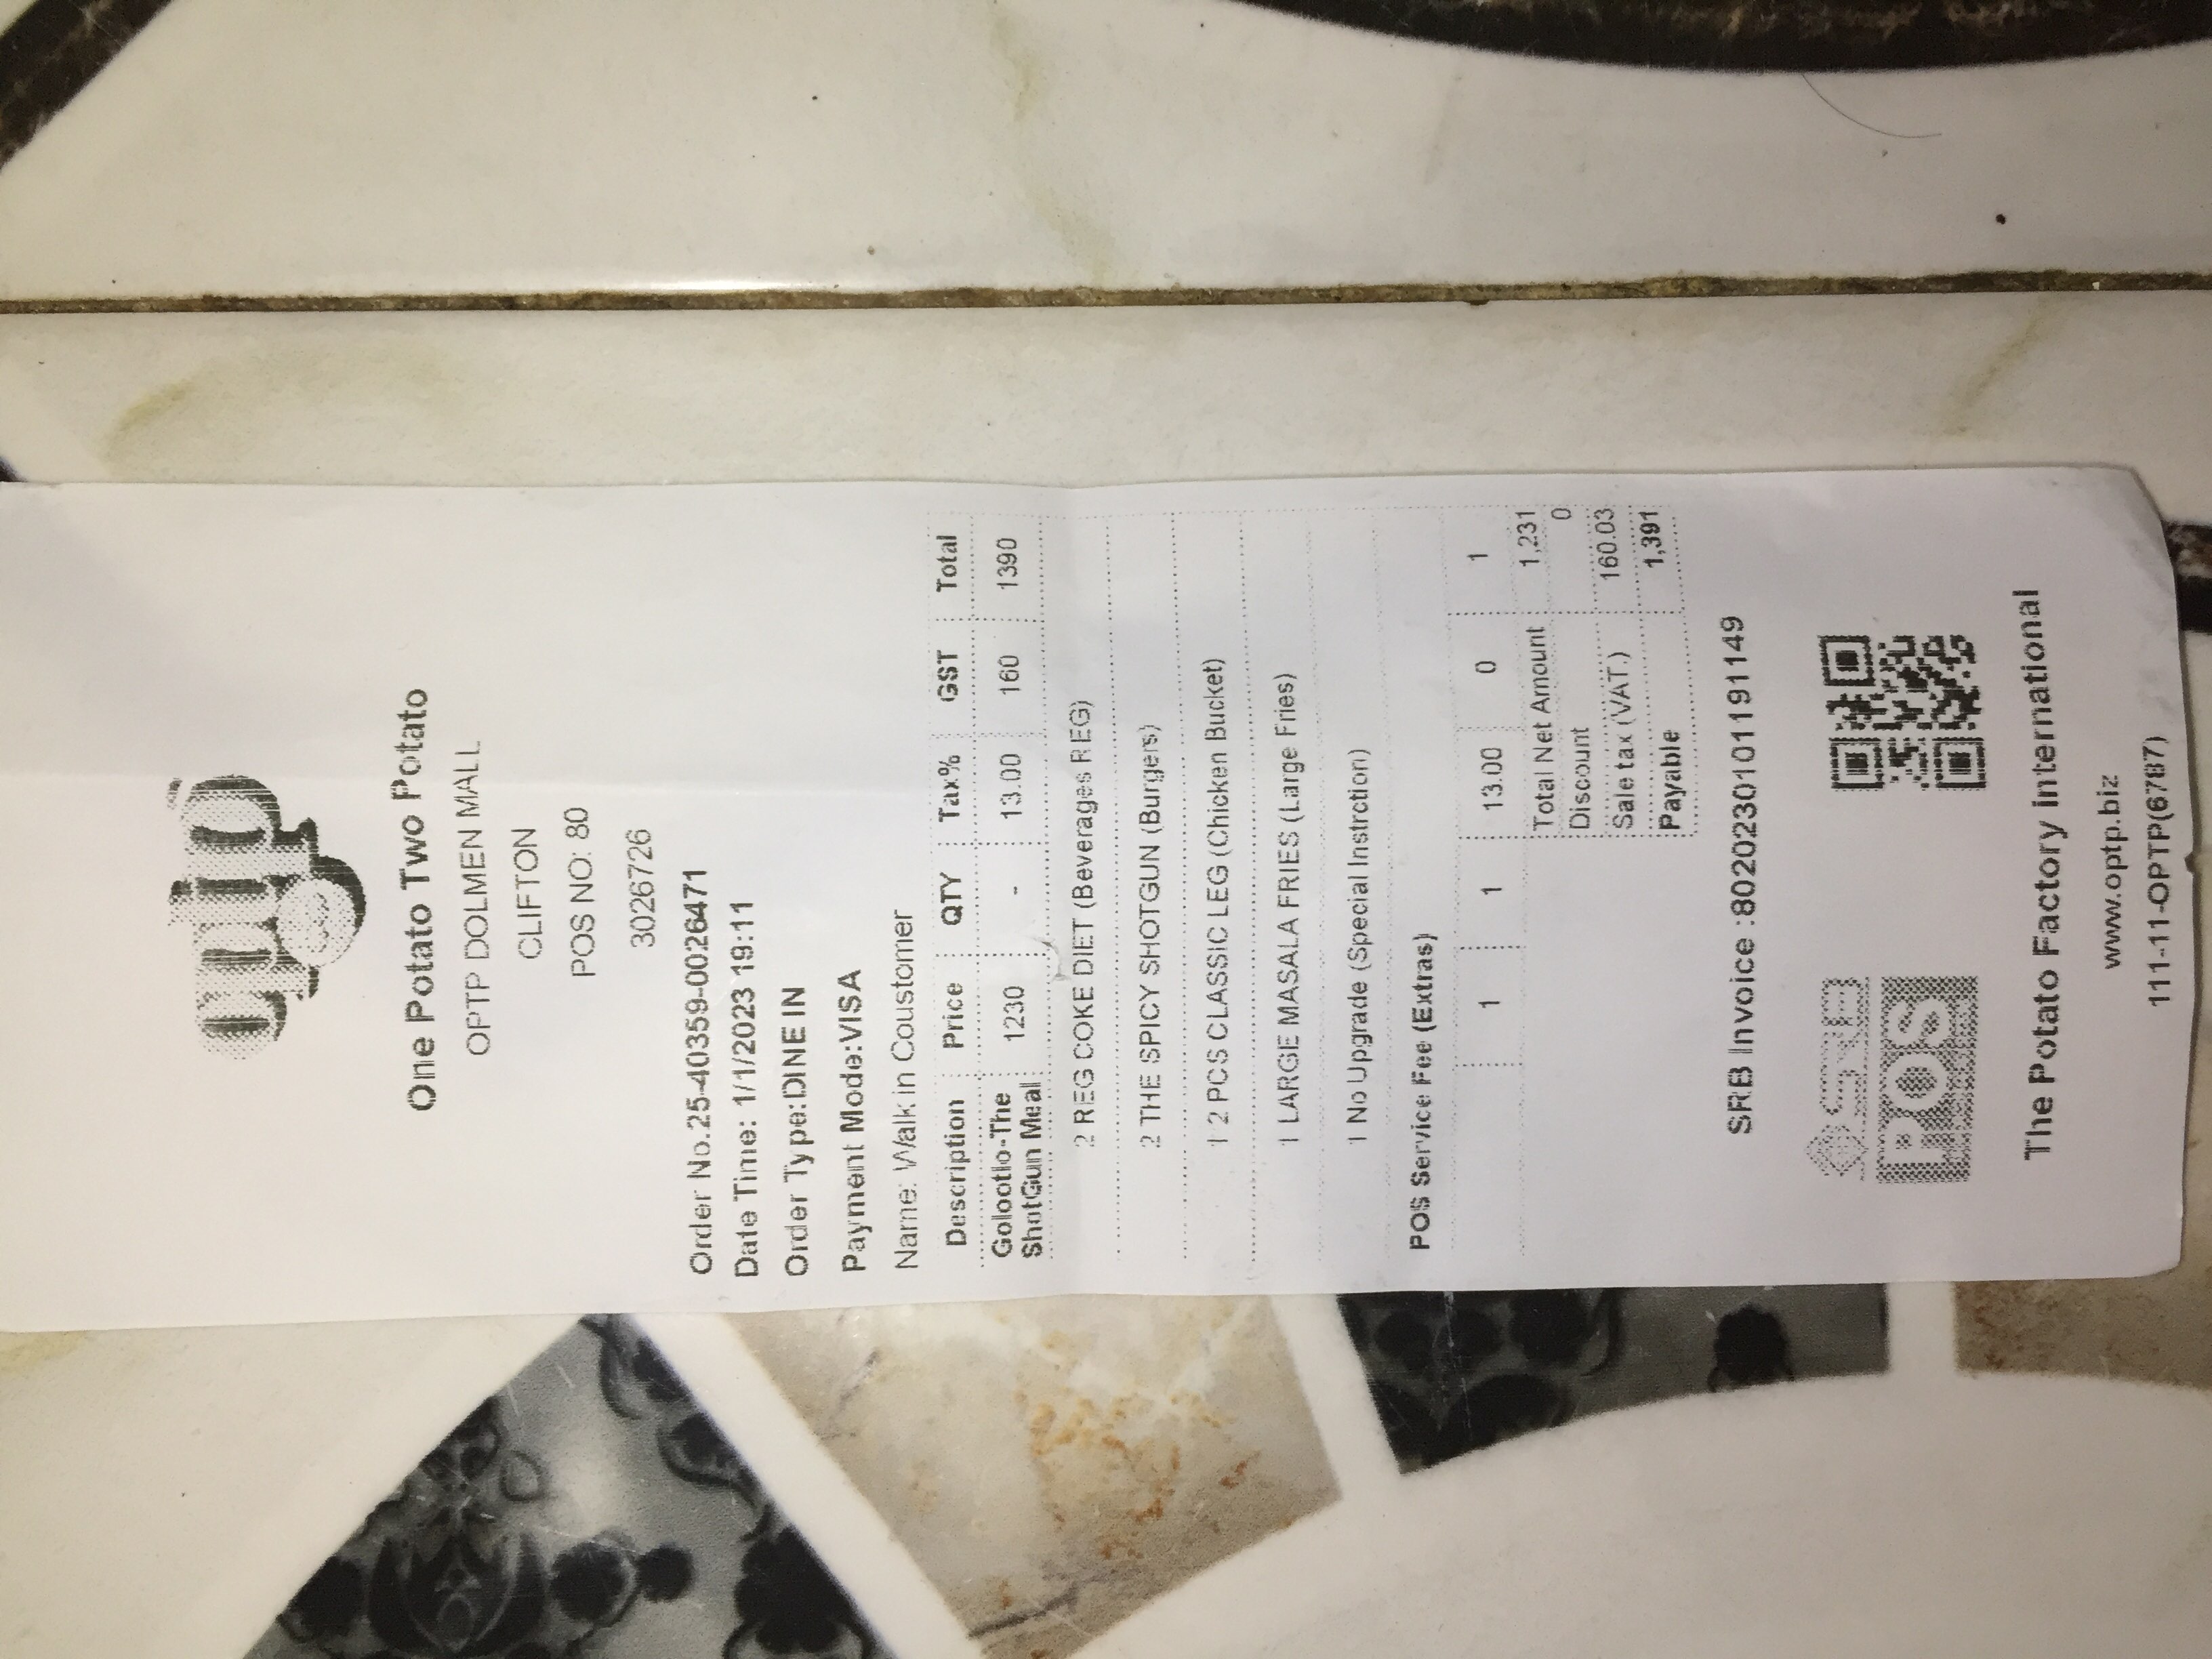 optp
One Potato Two Potato
OPTP DOLMEN MALL
CLIFTON
POS NO: 80
3026726
Order No.25-40359-0026471
Date Time: 1/1/2023 19:11
Order Type:DINE IN
Payment Mode:VISA
Name: Walk in Coustomer
Description Price QTY Tax% GST Total
Golootlo-The 1230 - 13.00 160 1390
ShotGun Meal
2 REG COKE DIET (Beverages REG)
2 THE SPICY SHOTGUN (Burgers)
1 2 PCS CLASSIC LEG (Chicken Bucket)
1 LARGE MASALA FRIES (Large Fries)
1 No Upgrade (Special Instrction)
POS Service Fee (Extras)
1 1 13.00 0 1
Total Net Amount 1,231
Discount 0
Sale tax (VAT.) 160.03
Payable 1,391
SRB Invoice :8020230101191149
SRB
POS
The Potato Factory International
www.optp.biz
111-11-OPTP(6787)